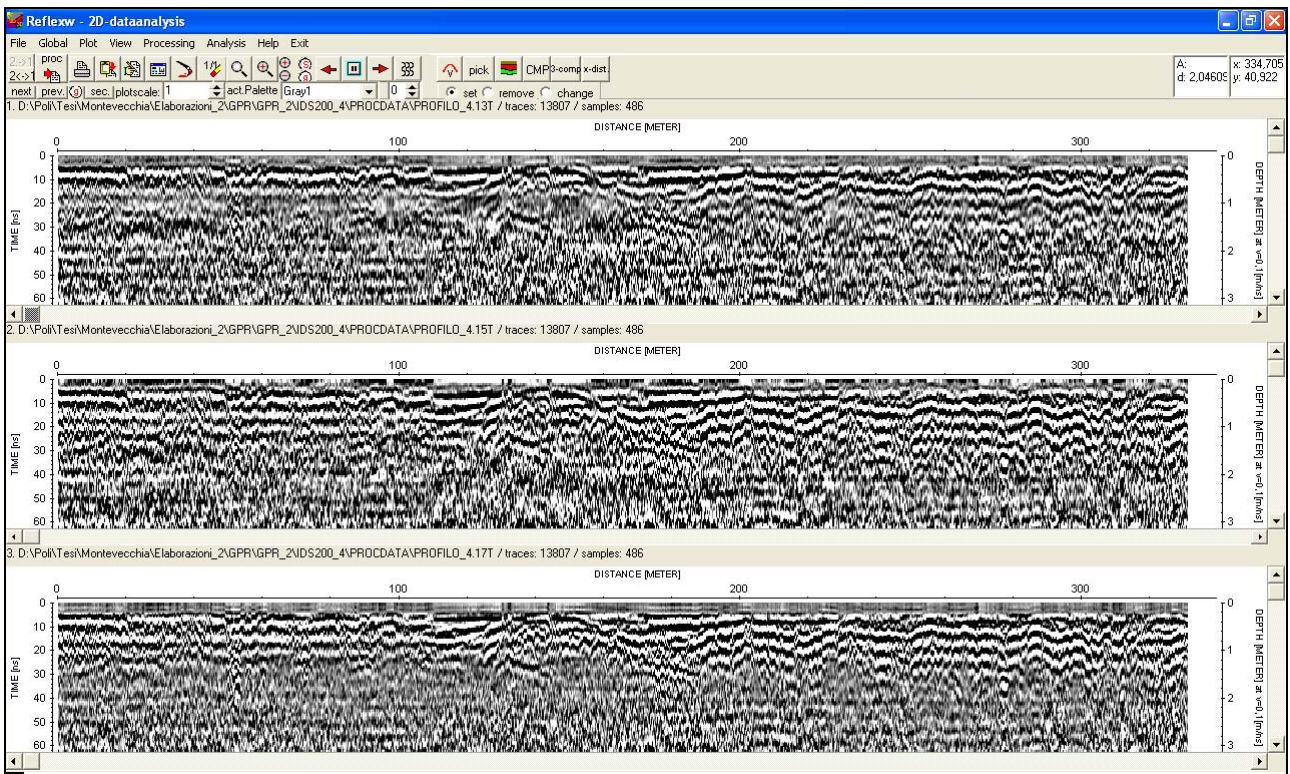 Reflexw - 2D-dataanalysis
File Global Plot View Processing Analysis Help Exit
2->1 proc
2<->1 1/f pick CMP 3-comp x-dist. A: x: 334,705
d: 2,04609 y: 40,922
next prev. (g) sec. plotscale: 1 act.Palette Gray1 0 set remove change
1. D:\Poli\Tesi\Montevecchia\Elaborazioni_2\GPR\GPR_2\IDS200_4\PROCDATA\PROFILO_4.13T / traces: 13807 / samples: 486
DISTANCE [METER]
0 100 200 300
TIME [ns]
0
10
20
30
40
50
60
0
1
2
3
DEPTH [METER] at v=0,1[m/ns]
2. D:\Poli\Tesi\Montevecchia\Elaborazioni_2\GPR\GPR_2\IDS200_4\PROCDATA\PROFILO_4.15T / traces: 13807 / samples: 486
DISTANCE [METER]
0 100 200 300
TIME [ns]
0
10
20
30
40
50
60
0
1
2
3
DEPTH [METER] at v=0,1[m/ns]
3. D:\Poli\Tesi\Montevecchia\Elaborazioni_2\GPR\GPR_2\IDS200_4\PROCDATA\PROFILO_4.17T / traces: 13807 / samples: 486
DISTANCE [METER]
0 100 200 300
TIME [ns]
0
10
20
30
40
50
60
0
1
2
3
DEPTH [METER] at v=0,1[m/ns]